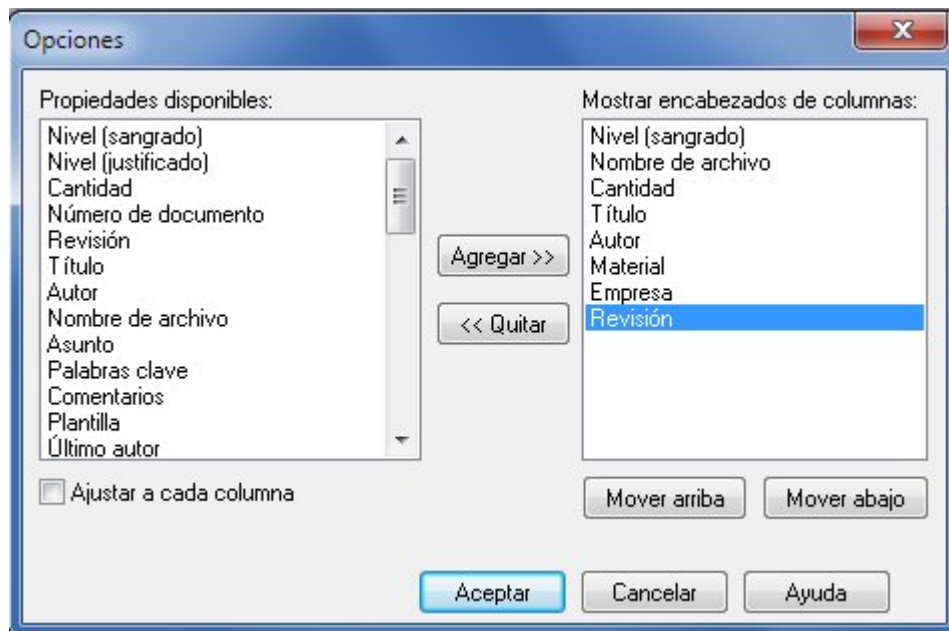 Opciones
Propiedades disponibles:
Nivel (sangrado)
Nivel (justificado)
Cantidad
Número de documento
Revisión
Título
Autor
Nombre de archivo
Asunto
Palabras clave
Comentarios
Plantilla
Último autor
Ajustar a cada columna
Agregar >>
<< Quitar
Mostrar encabezados de columnas:
Nivel (sangrado)
Nombre de archivo
Cantidad
Título
Autor
Material
Empresa
Revisión
Mover arriba
Mover abajo
Aceptar
Cancelar
Ayuda